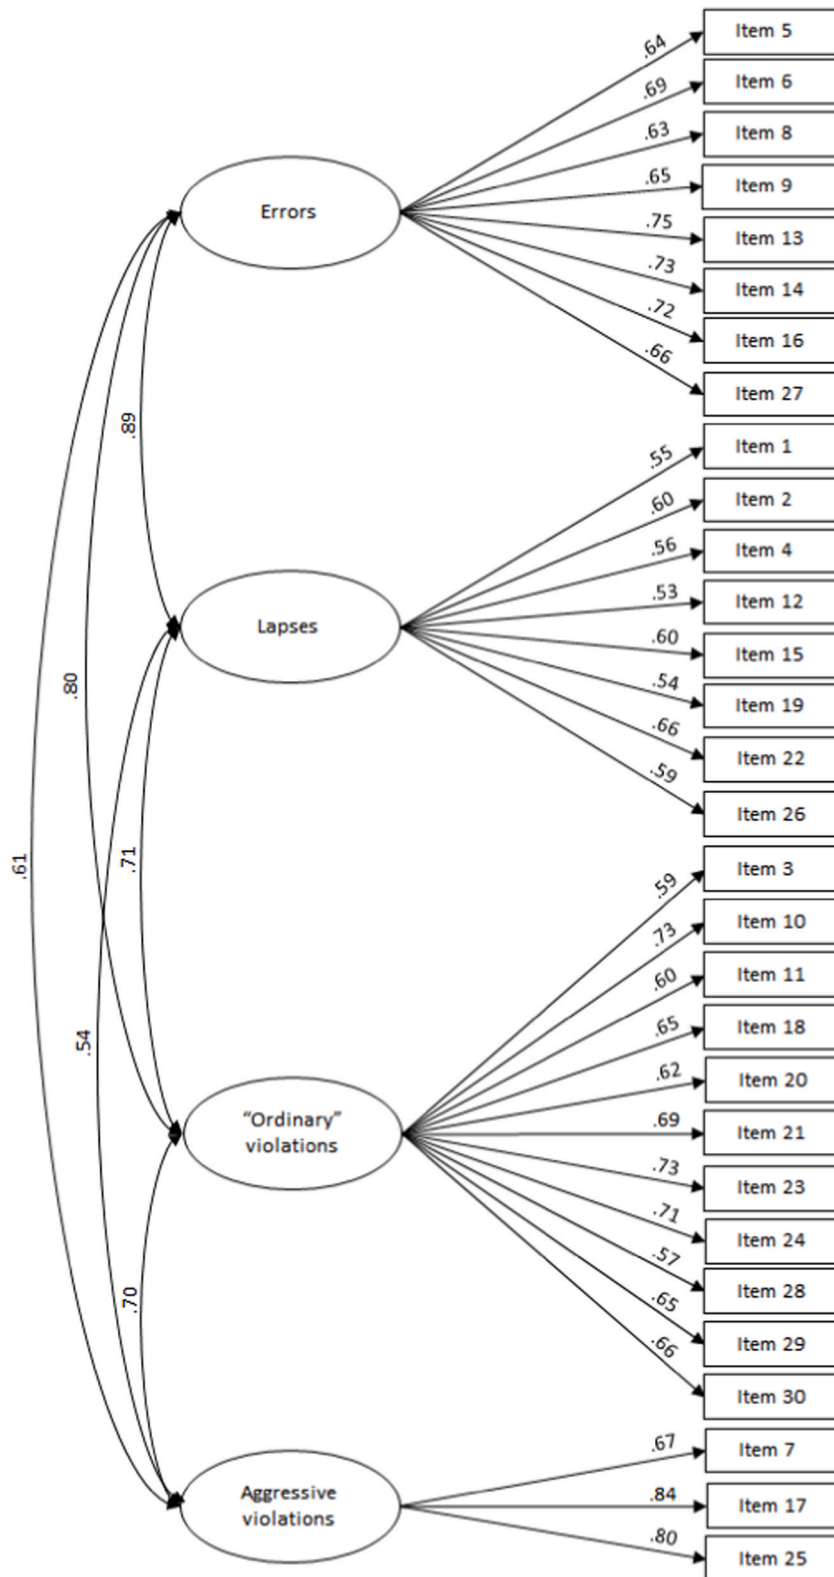 Item 5
.64
Item 6
.69
Item 8
.63
Item 9
.65
Errors
Item 13
.75
Item 14
.73
Item 16
.72
Item 27
.66
.89
Item 1
.55
Item 2
.60
Item 4
.56
Item 12
.53
Lapses
Item 15
.60
Item 19
.54
Item 22
.66
Item 26
.59
.80
.71
.61
Item 3
.59
Item 10
.73
Item 11
.60
Item 18
.65
Item 20
.62
.54
“Ordinary”
violations
Item 21
.69
Item 23
.73
Item 24
.71
Item 28
.57
Item 29
.65
Item 30
.66
.70
Item 7
.67
Aggressive
violations
Item 17
.84
Item 25
.80